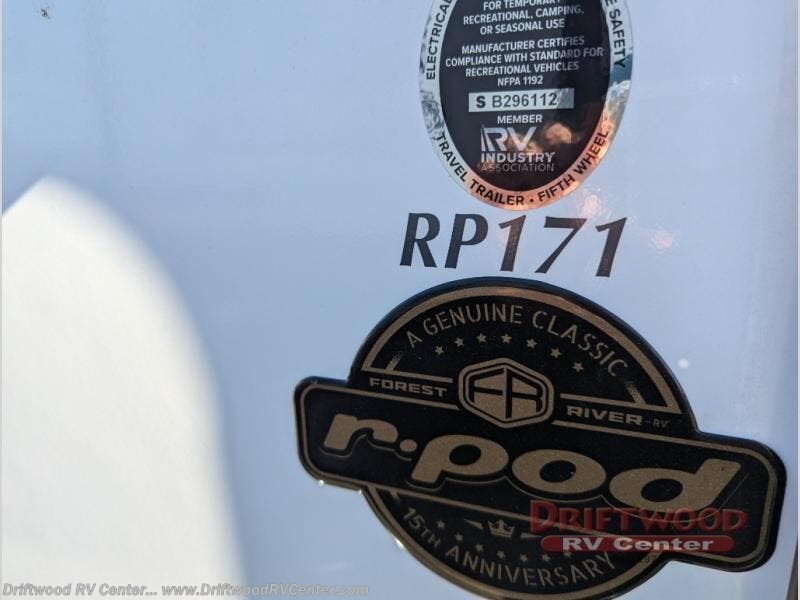 ELECTRICAL
E SAFETY
FOR TEMPORARY
RECREATIONAL, CAMPING,
OR SEASONAL USE
MANUFACTURER CERTIFIES
COMPLIANCE WITH STANDARD FOR
RECREATIONAL VEHICLES
NFPA 1192
S B296112
MEMBER
RV
INDUSTRY
ASSOCIATION
TRAVEL TRAILER • FIFTH WHEEL
RP171
A GENUINE CLASSIC
FR
FOREST RIVER RV
r·pod
15TH ANNIVERSARY
DRIFTWOOD
RV Center
Driftwood RV Center... www.DriftwoodRVCenter.com